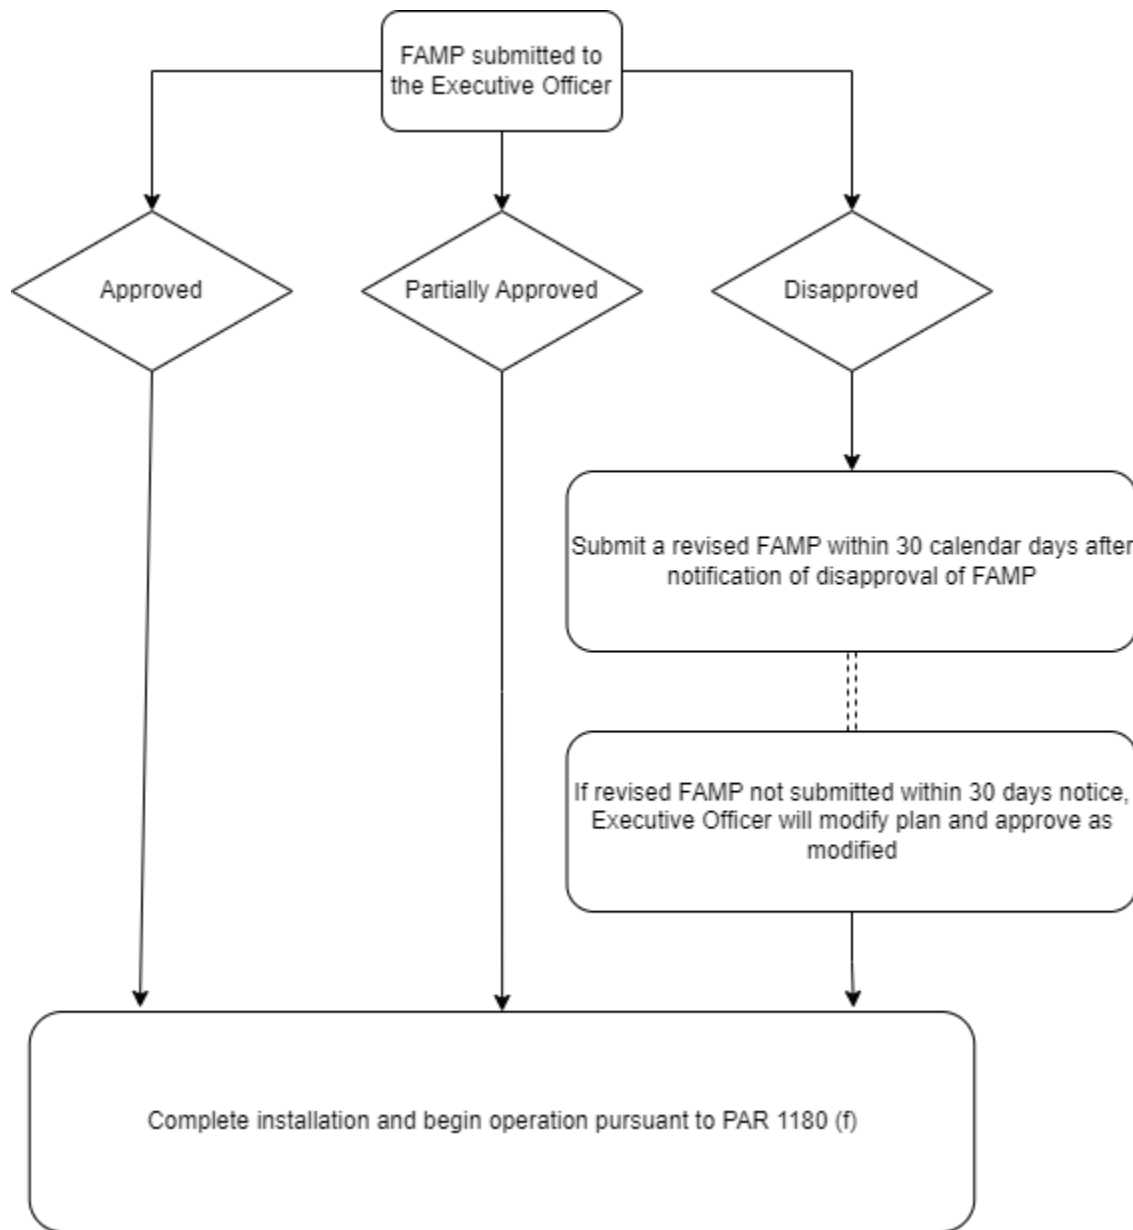 FAMP submitted to
the Executive Officer
Approved
Partially Approved
Disapproved
Submit a revised FAMP within 30 calendar days after
notification of disapproval of FAMP
If revised FAMP not submitted within 30 days notice,
Executive Officer will modify plan and approve as
modified
Complete installation and begin operation pursuant to PAR 1180 (f)